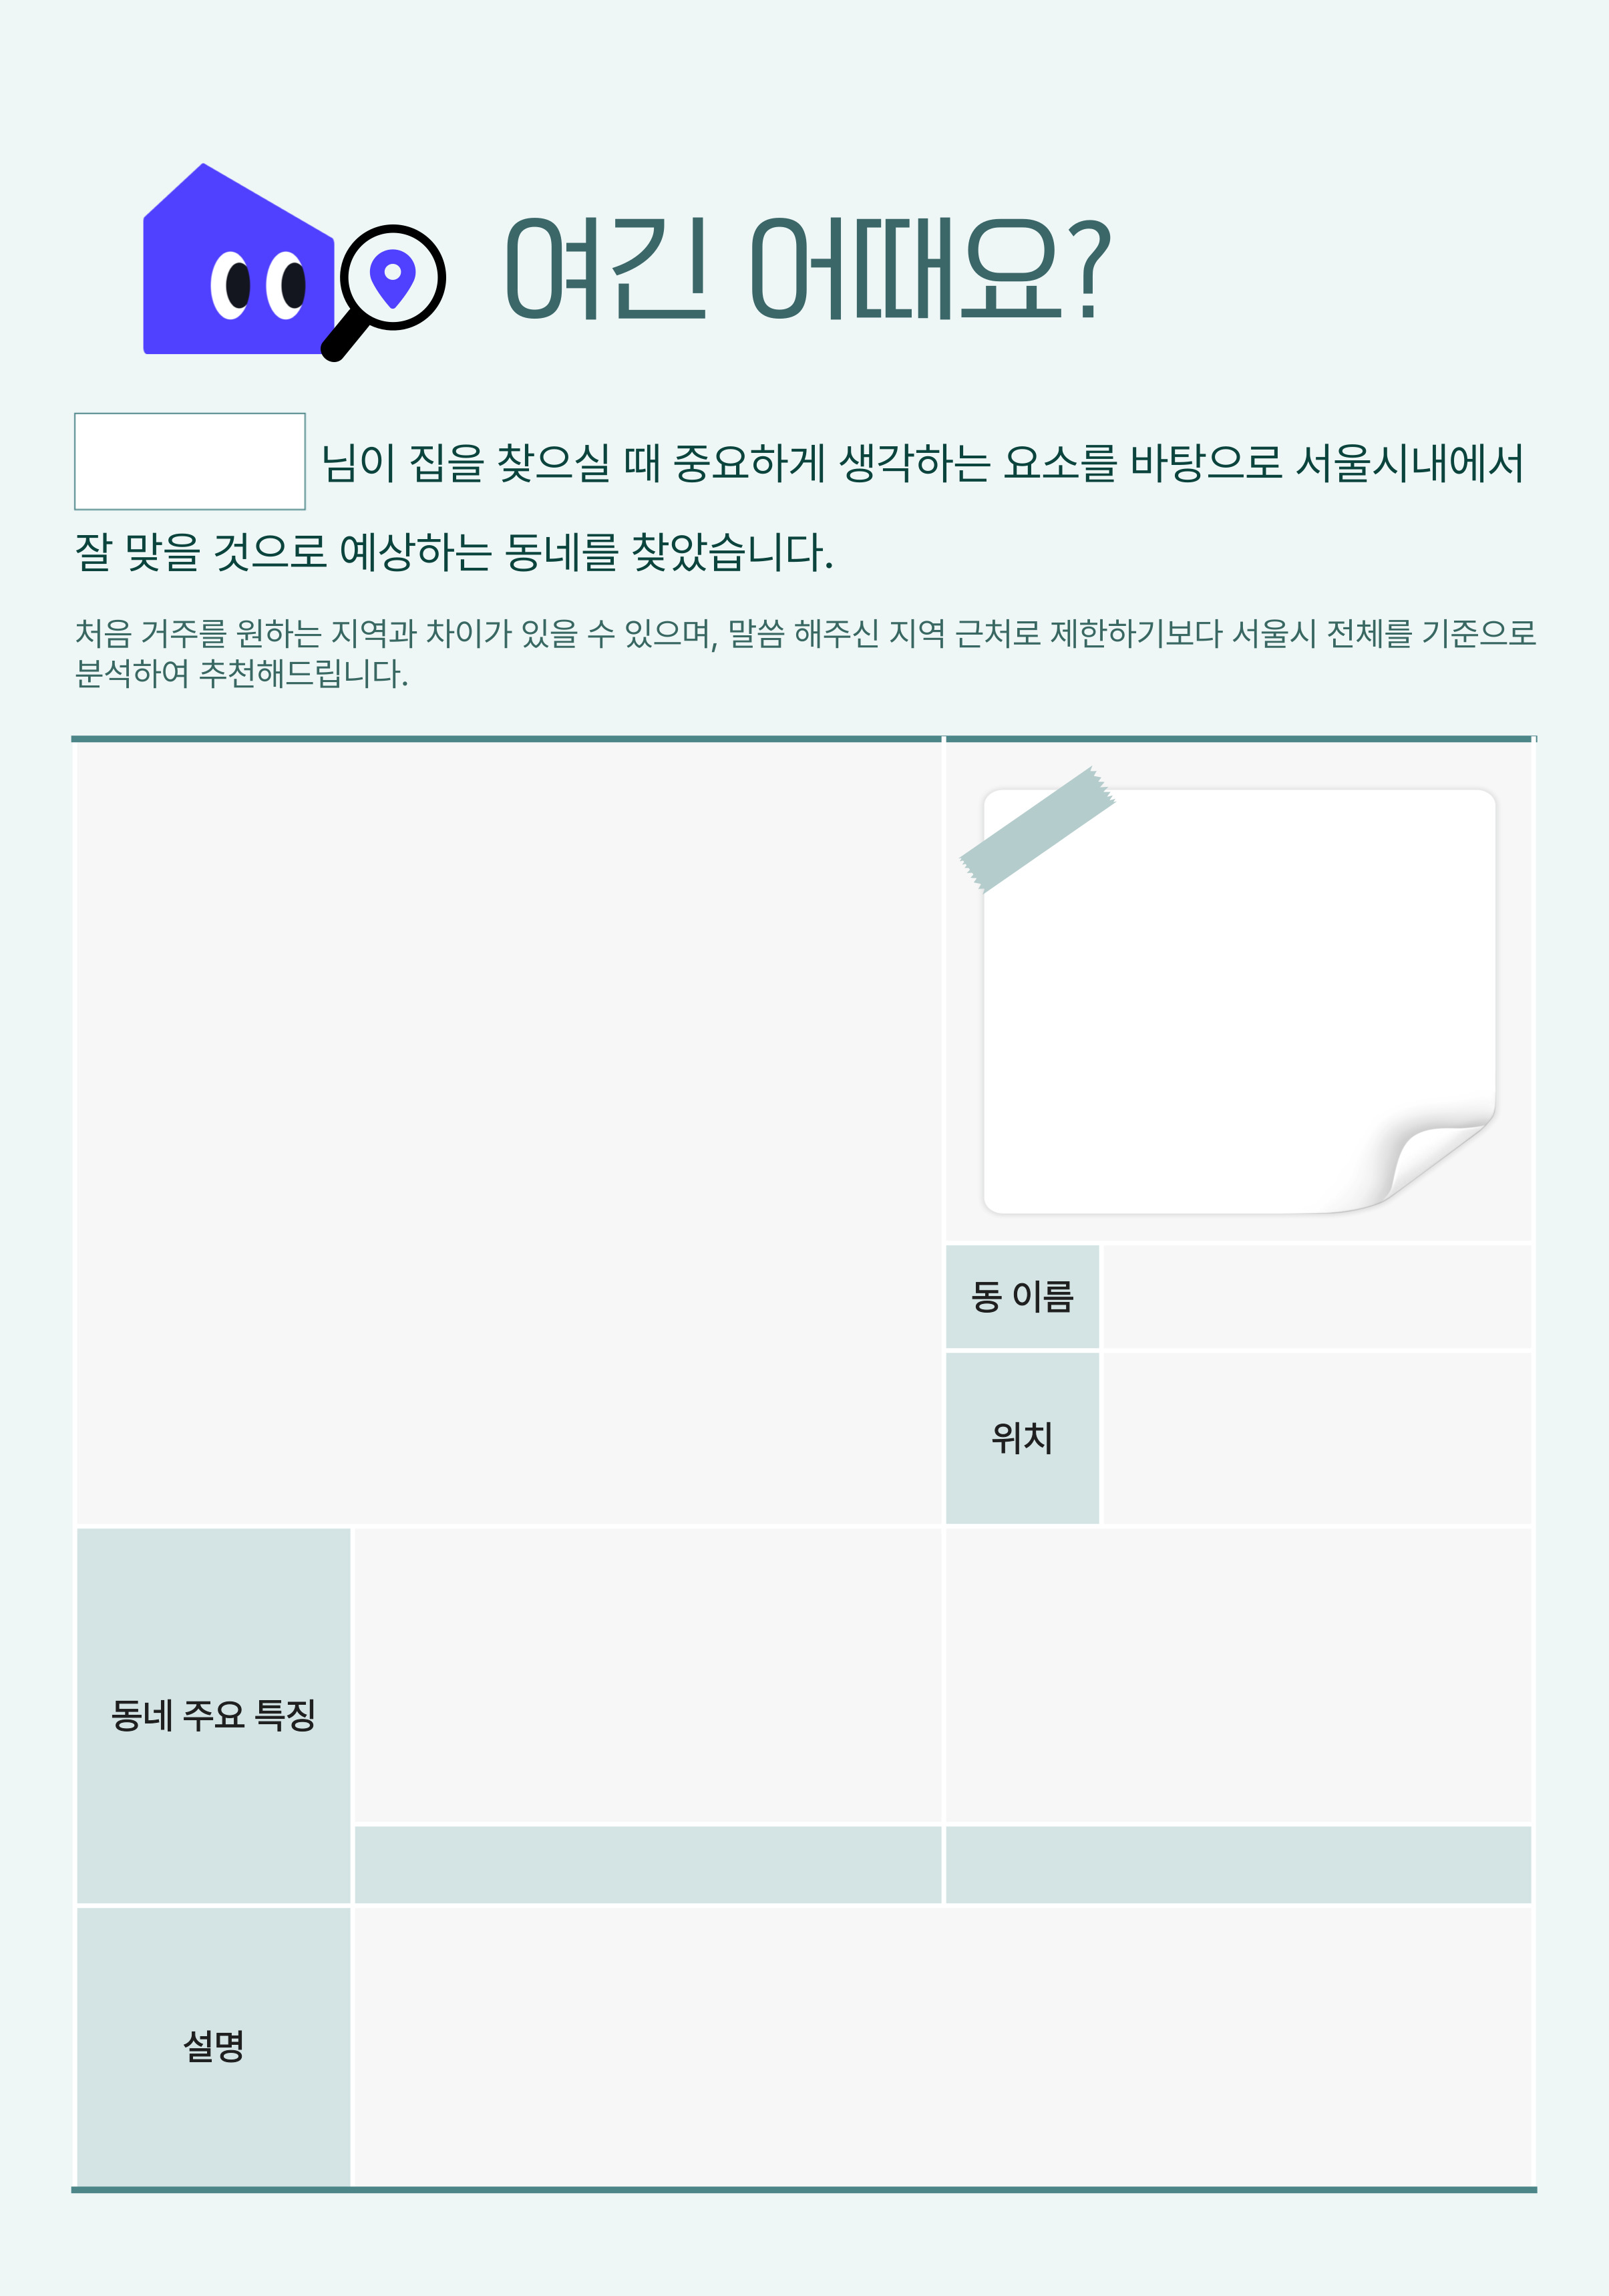 여긴 어때요?
님이 집을 찾으실 때 중요하게 생각하는 요소를 바탕으로 서울시내에서
잘 맞을 것으로 예상하는 동네를 찾았습니다.
처음 거주를 원하는 지역과 차이가 있을 수 있으며, 말씀 해주신 지역 근처로 제한하기보다 서울시 전체를 기준으로
분석하여 추천해드립니다.
동 이름
위치
동네 주요 특징
설명